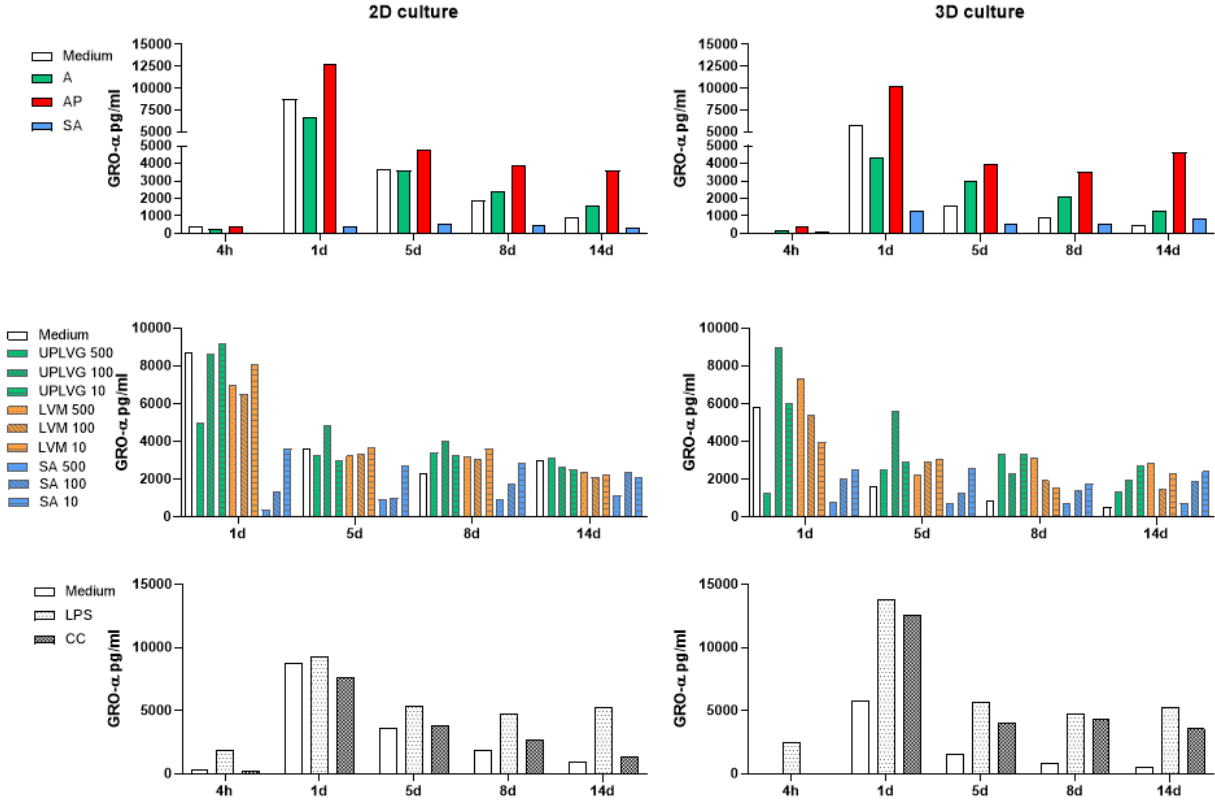 2D culture
3D culture
Medium
A
AP
SA
GRO-α pg/ml
15000
12500
10000
7500
5000
5000
4000
3000
2000
1000
0
4h 1d 5d 8d 14d
GRO-α pg/ml
15000
12500
10000
7500
5000
5000
4000
3000
2000
1000
0
4h 1d 5d 8d 14d
Medium
UPLVG 500
UPLVG 100
UPLVG 10
LVM 500
LVM 100
LVM 10
SA 500
SA 100
SA 10
GRO-α pg/ml
10000
8000
6000
4000
2000
0
1d 5d 8d 14d
GRO-α pg/ml
10000
8000
6000
4000
2000
0
1d 5d 8d 14d
Medium
LPS
CC
GRO-α pg/ml
15000
10000
5000
0
4h 1d 5d 8d 14d
GRO-α pg/ml
15000
10000
5000
0
4h 1d 5d 8d 14d